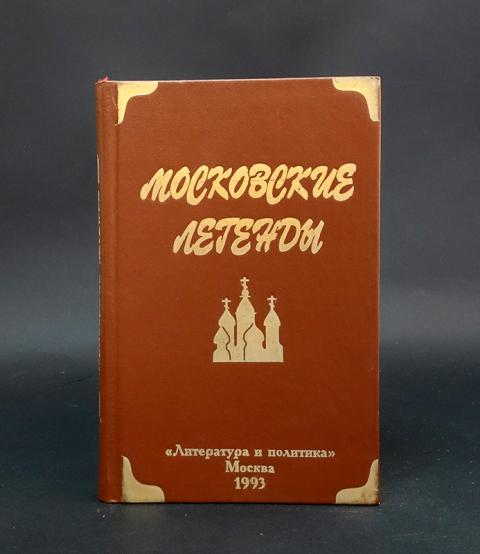 МОСКОВСКИЕ
ЛЕГЕНДЫ
«Литература и политика»
Москва
1993